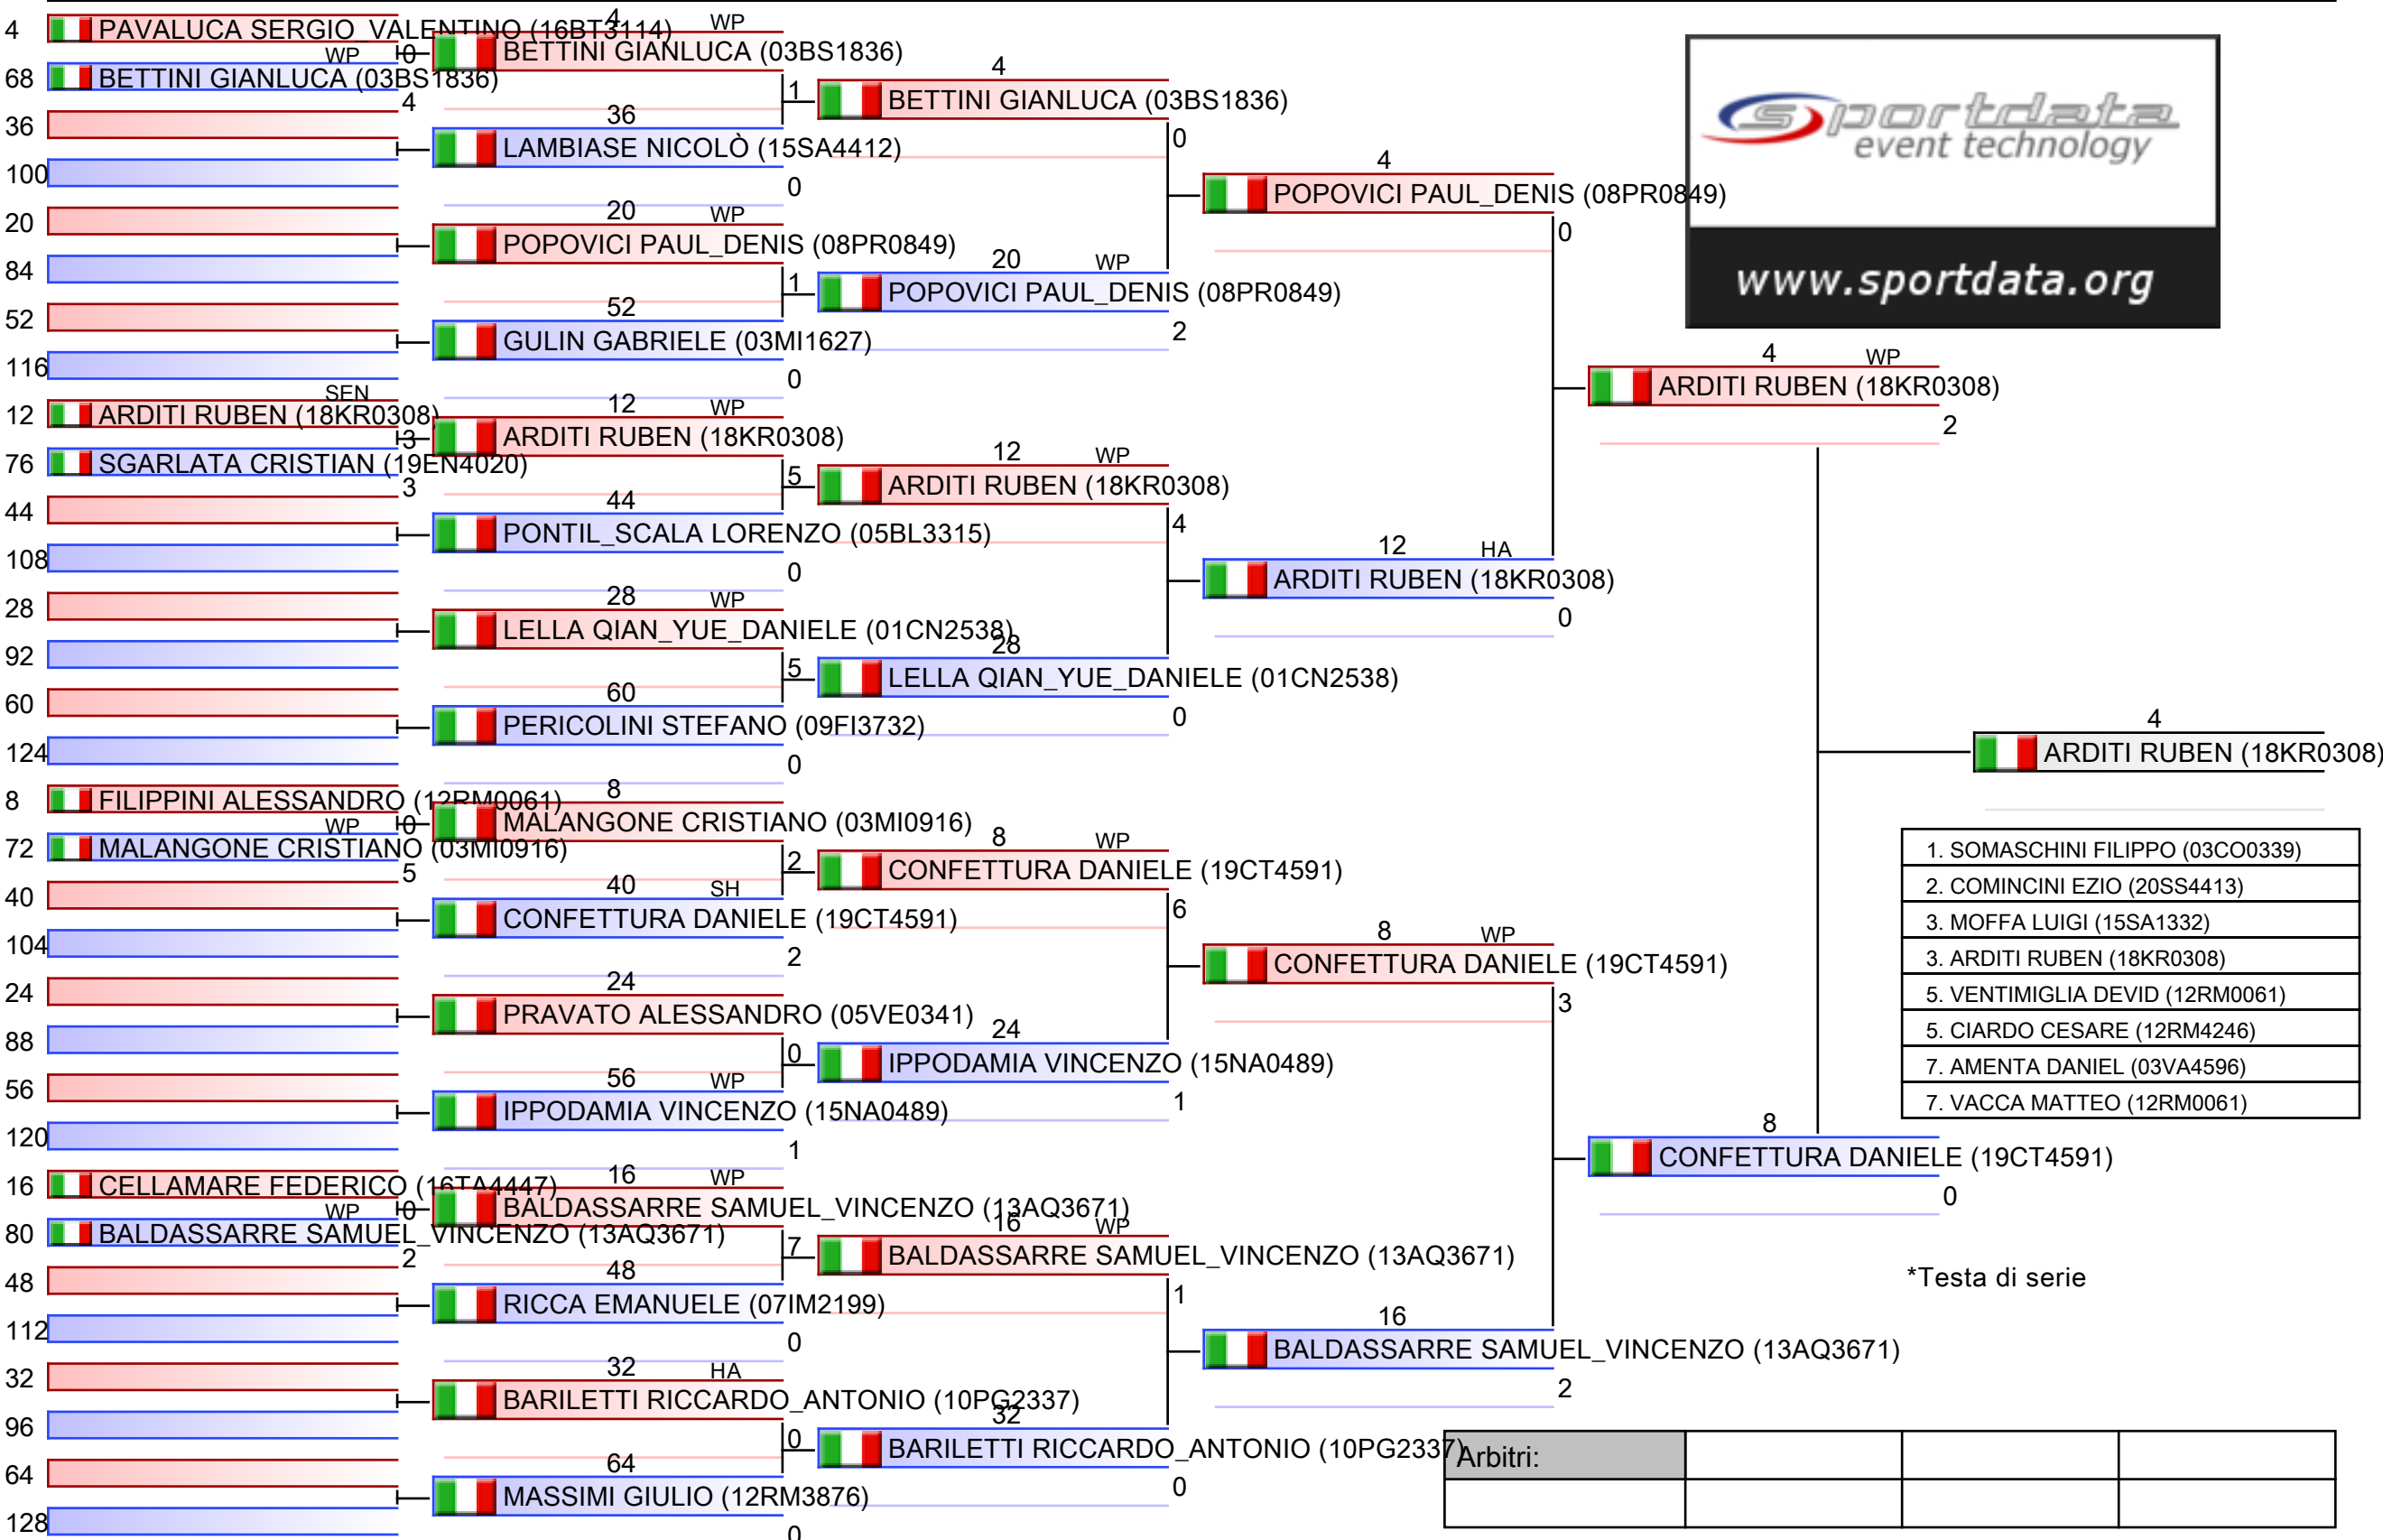 4 PAVALUCA SERGIO_VALENTINO (16BT3114)
WP 0
68 BETTINI GIANLUCA (03BS1836)
4
36
100
20
84
52
116
SEN
12 ARDITI RUBEN (18KR0308)
3
76 SGARLATA CRISTIAN (19EN4020)
3
44
108
28
92
60
124
8 FILIPPINI ALESSANDRO (12RM0061)
WP 0
72 MALANGONE CRISTIANO (03MI0916)
5
40
104
24
88
56
120
16 CELLAMARE FEDERICO (16TA4447)
WP 0
80 BALDASSARRE SAMUEL_VINCENZO (13AQ3671)
2
48
112
32
96
64
128
4 WP
BETTINI GIANLUCA (03BS1836)
1
36
LAMBIASE NICOLÒ (15SA4412)
0
20 WP
POPOVICI PAUL_DENIS (08PR0849)
1
52
GULIN GABRIELE (03MI1627)
0
12 WP
ARDITI RUBEN (18KR0308)
5
44
PONTIL_SCALA LORENZO (05BL3315)
0
28 WP
LELLA QIAN_YUE_DANIELE (01CN2538)
5
60
PERICOLINI STEFANO (09FI3732)
0
8
MALANGONE CRISTIANO (03MI0916)
2
40 SH
CONFETTURA DANIELE (19CT4591)
2
24
PRAVATO ALESSANDRO (05VE0341)
0
56 WP
IPPODAMIA VINCENZO (15NA0489)
1
16 WP
BALDASSARRE SAMUEL_VINCENZO (13AQ3671)
7
48
RICCA EMANUELE (07IM2199)
0
32 HA
BARILETTI RICCARDO_ANTONIO (10PG2337)
0
64
MASSIMI GIULIO (12RM3876)
0
4
BETTINI GIANLUCA (03BS1836)
0
20 WP
POPOVICI PAUL_DENIS (08PR0849)
2
12 WP
ARDITI RUBEN (18KR0308)
4
28
LELLA QIAN_YUE_DANIELE (01CN2538)
0
8 WP
CONFETTURA DANIELE (19CT4591)
6
24
IPPODAMIA VINCENZO (15NA0489)
1
16 WP
BALDASSARRE SAMUEL_VINCENZO (13AQ3671)
1
32
BARILETTI RICCARDO_ANTONIO (10PG2337)
0
4
POPOVICI PAUL_DENIS (08PR0849)
0
12 HA
ARDITI RUBEN (18KR0308)
0
8 WP
CONFETTURA DANIELE (19CT4591)
3
16
BALDASSARRE SAMUEL_VINCENZO (13AQ3671)
2
sportdata
event technology
www.sportdata.org
4 WP
ARDITI RUBEN (18KR0308)
2
8
CONFETTURA DANIELE (19CT4591)
0
4
ARDITI RUBEN (18KR0308)
1. SOMASCHINI FILIPPO (03CO0339)
2. COMINCINI EZIO (20SS4413)
3. MOFFA LUIGI (15SA1332)
3. ARDITI RUBEN (18KR0308)
5. VENTIMIGLIA DEVID (12RM0061)
5. CIARDO CESARE (12RM4246)
7. AMENTA DANIEL (03VA4596)
7. VACCA MATTEO (12RM0061)
*Testa di serie
Arbitri: